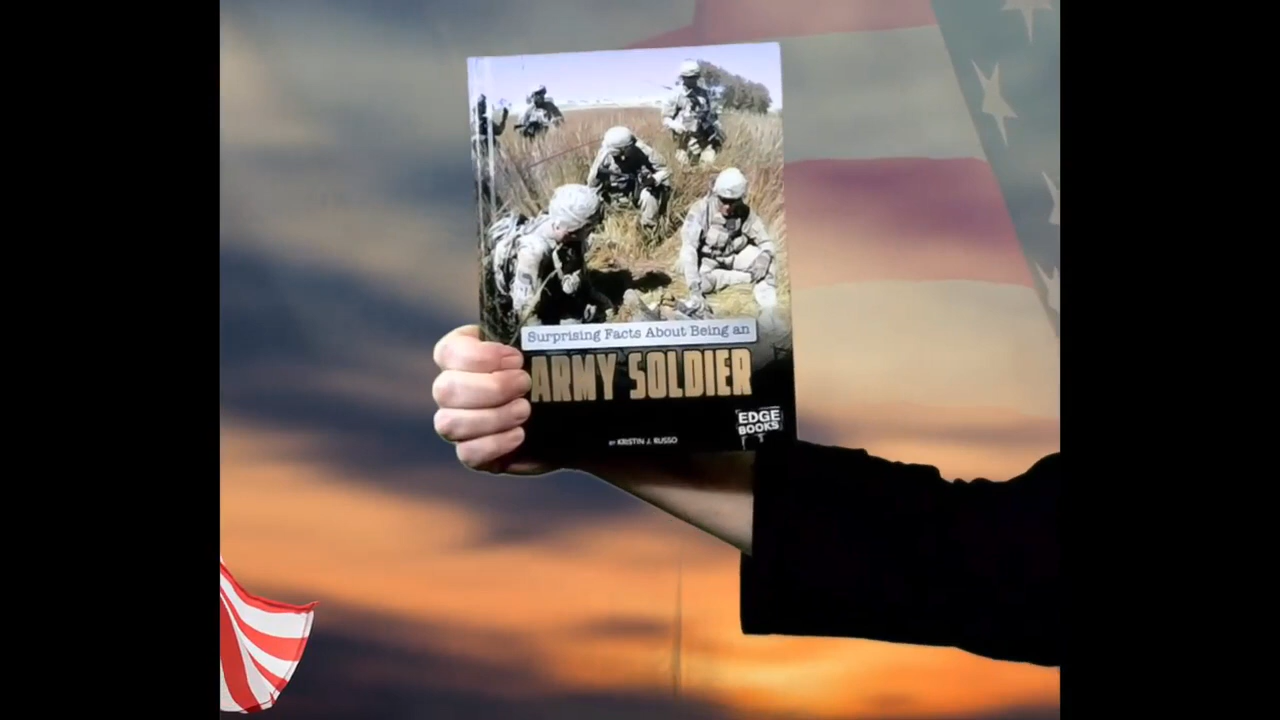 Surprising Facts About Being an
ARMY SOLDIER
EDGE
BOOKS
BY KRISTIN J. RUSSO